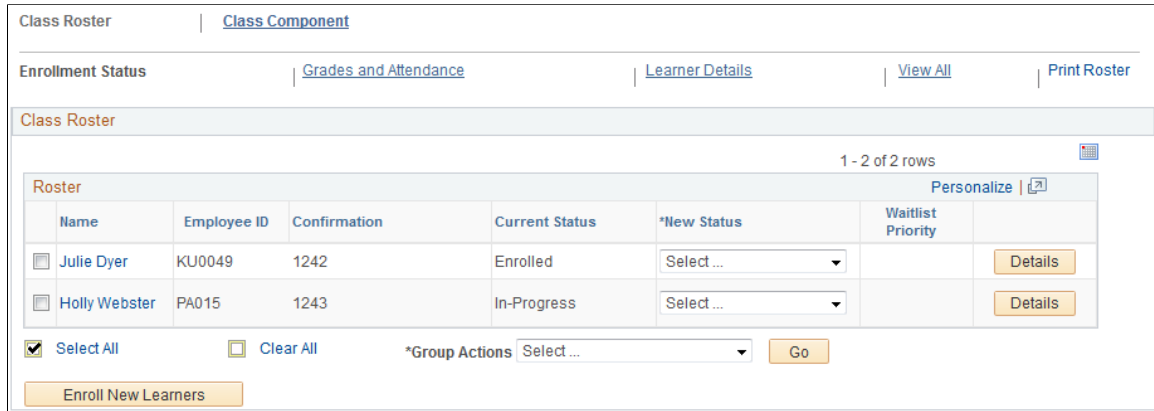 Class Roster | Class Component
Enrollment Status | Grades and Attendance | Learner Details | View All | Print Roster
Class Roster
1 - 2 of 2 rows
Roster Personalize |
Name Employee ID Confirmation Current Status *New Status Waitlist Priority
Julie Dyer KU0049 1242 Enrolled Select ... Details
Holly Webster PA015 1243 In-Progress Select ... Details
Select All Clear All *Group Actions Select ... Go
Enroll New Learners